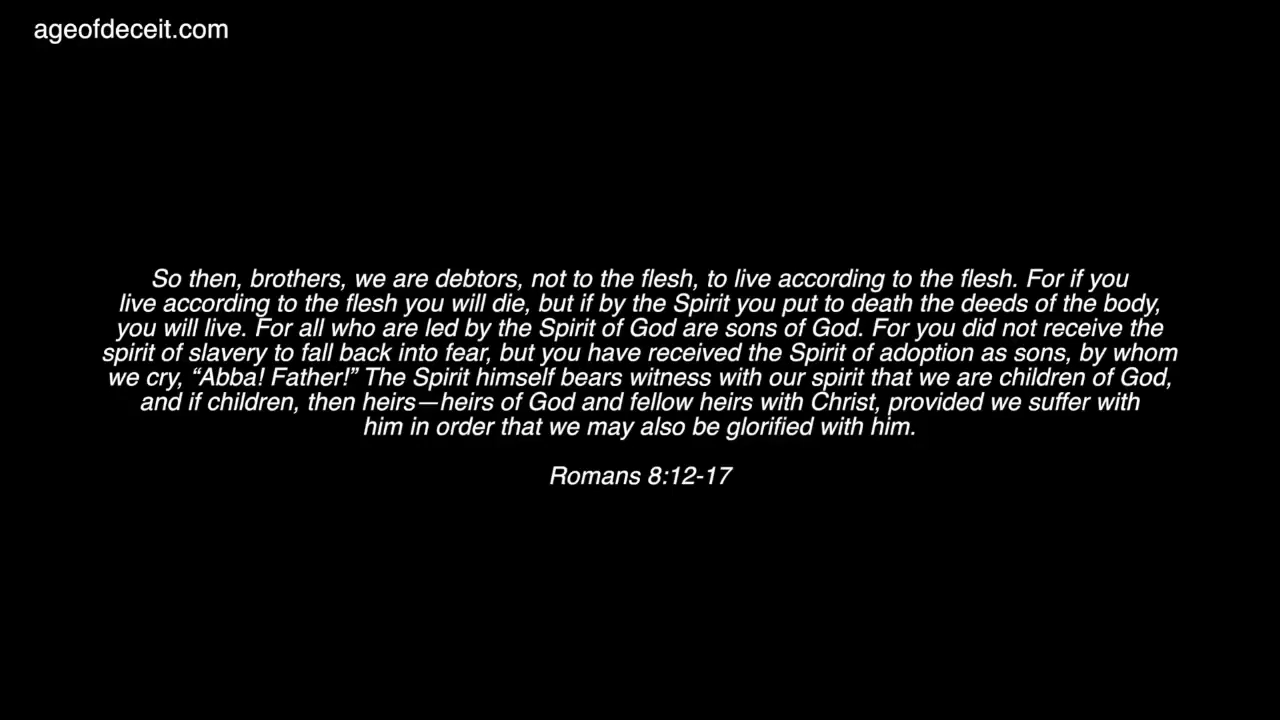 ageofdeceit.com
So then, brothers, we are debtors, not to the flesh, to live according to the flesh. For if you
live according to the flesh you will die, but if by the Spirit you put to death the deeds of the body,
you will live. For all who are led by the Spirit of God are sons of God. For you did not receive the
spirit of slavery to fall back into fear, but you have received the Spirit of adoption as sons, by whom
we cry, “Abba! Father!” The Spirit himself bears witness with our spirit that we are children of God,
and if children, then heirs—heirs of God and fellow heirs with Christ, provided we suffer with
him in order that we may also be glorified with him.
Romans 8:12-17